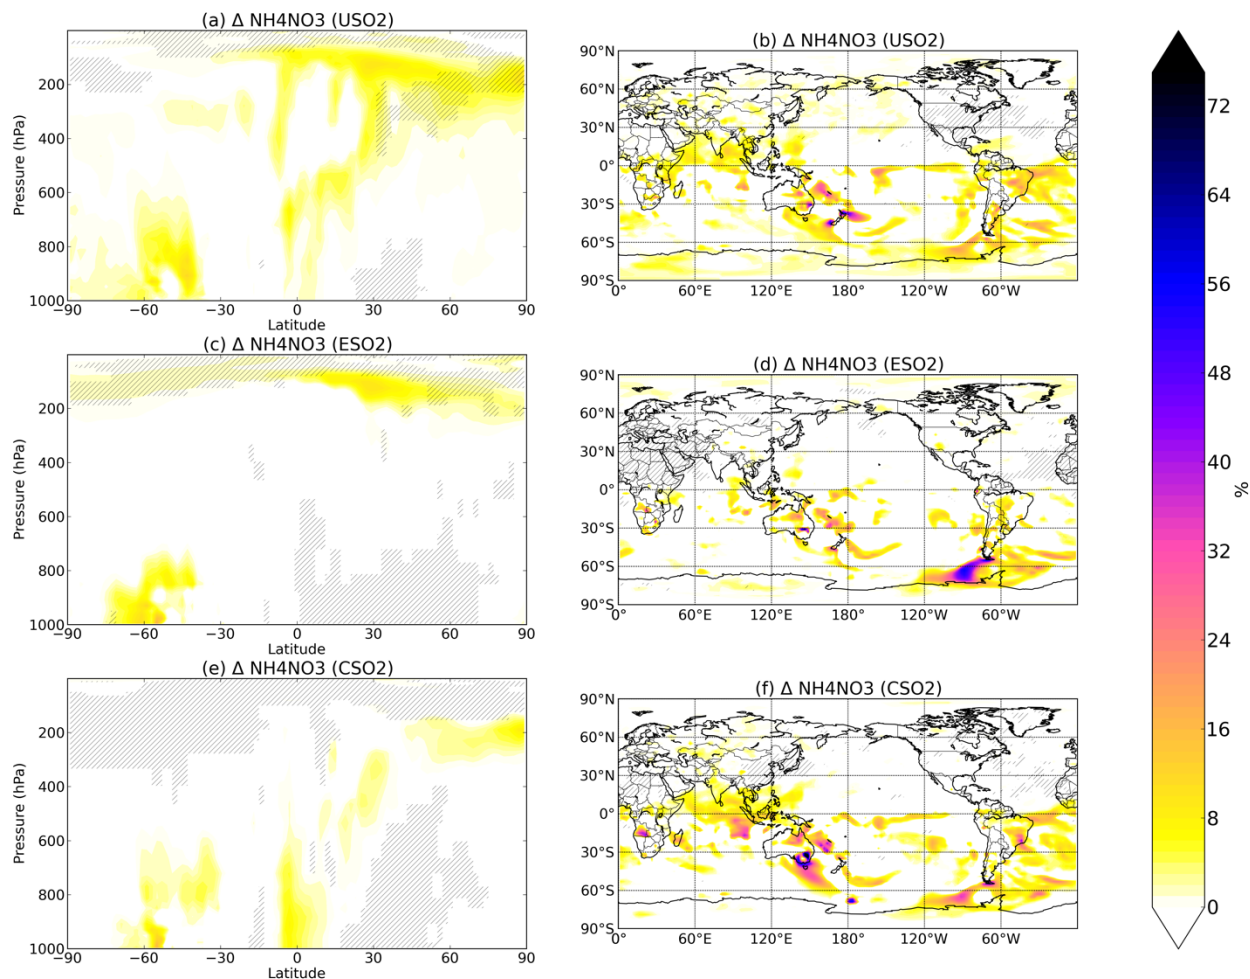 (a) Δ NH4NO3 (USO2)
Pressure (hPa)
200
400
600
800
1000
−90 −60 −30 0 30 60 90
Latitude
(b) Δ NH4NO3 (USO2)
90°N
60°N
30°N
0°
30°S
60°S
90°S
0° 60°E 120°E 180° 120°W 60°W
(c) Δ NH4NO3 (ESO2)
Pressure (hPa)
200
400
600
800
1000
−90 −60 −30 0 30 60 90
Latitude
(d) Δ NH4NO3 (ESO2)
90°N
60°N
30°N
0°
30°S
60°S
90°S
0° 60°E 120°E 180° 120°W 60°W
(e) Δ NH4NO3 (CSO2)
Pressure (hPa)
200
400
600
800
1000
−90 −60 −30 0 30 60 90
Latitude
(f) Δ NH4NO3 (CSO2)
90°N
60°N
30°N
0°
30°S
60°S
90°S
0° 60°E 120°E 180° 120°W 60°W
72
64
56
48
40
32
24
16
8
0
%